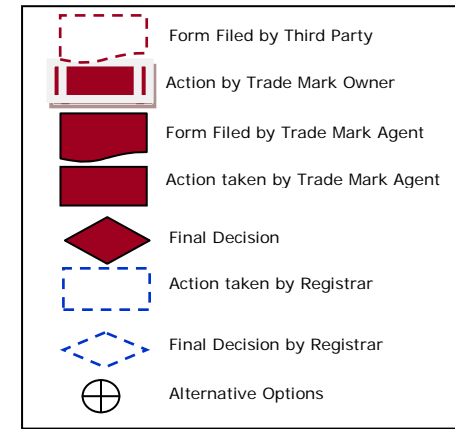 Form Filed by Third Party
Action by Trade Mark Owner
Form Filed by Trade Mark Agent
Action taken by Trade Mark Agent
Final Decision
Action taken by Registrar
Final Decision by Registrar
Alternative Options